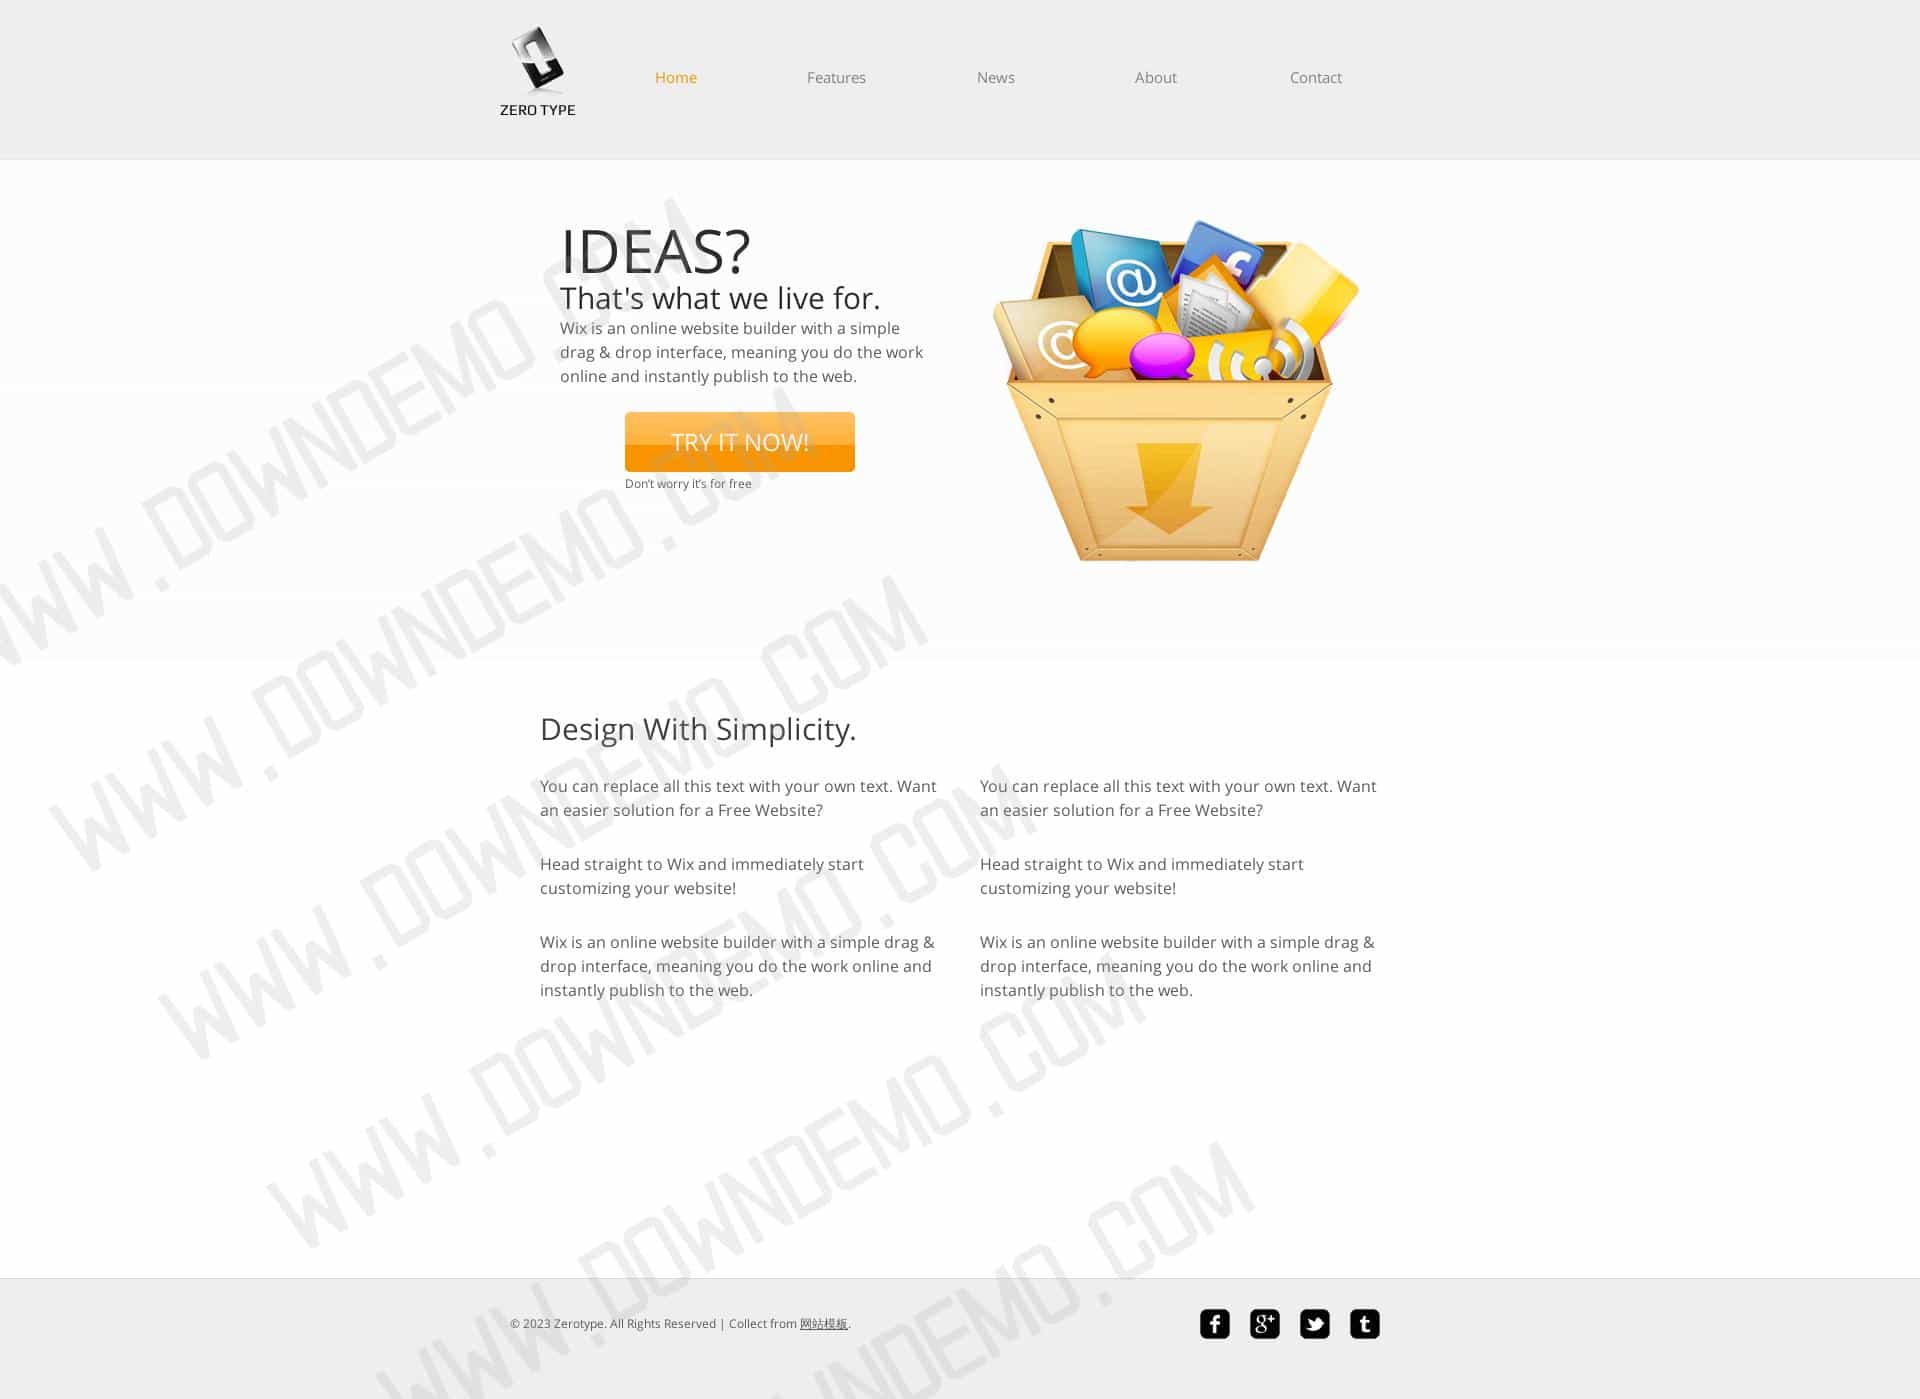 ZERO TYPE
Home
Features
News
About
Contact
IDEAS?
That's what we live for.
Wix is an online website builder with a simple
drag & drop interface, meaning you do the work
online and instantly publish to the web.
TRY IT NOW!
Don't worry it's for free
Design With Simplicity.
You can replace all this text with your own text. Want
an easier solution for a Free Website?
Head straight to Wix and immediately start
customizing your website!
Wix is an online website builder with a simple drag &
drop interface, meaning you do the work online and
instantly publish to the web.
You can replace all this text with your own text. Want
an easier solution for a Free Website?
Head straight to Wix and immediately start
customizing your website!
Wix is an online website builder with a simple drag &
drop interface, meaning you do the work online and
instantly publish to the web.
© 2023 Zerotype. All Rights Reserved | Collect from 网站模板.
WWW.DOWNDEMO.COM
WWW.DOWNDEMO.COM
WWW.DOWNDEMO.COM
WWW.DOWNDEMO.COM
WWW.DOWNDEMO.COM
WNDEMO.COM